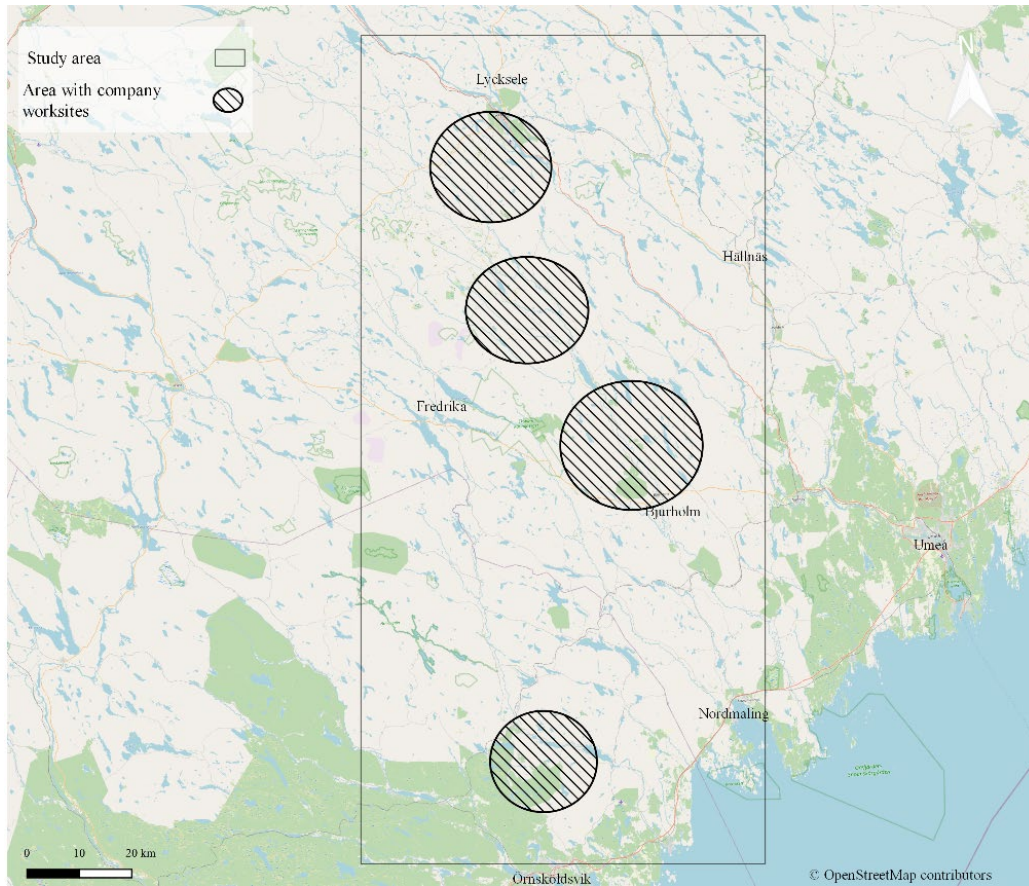 Study area
Area with company
worksites
N
Lycksele
Hällnäs
Fredrika
Bjurholm
Umeå
Nordmaling
Örnsköldsvik
0 10 20 km
© OpenStreetMap contributors